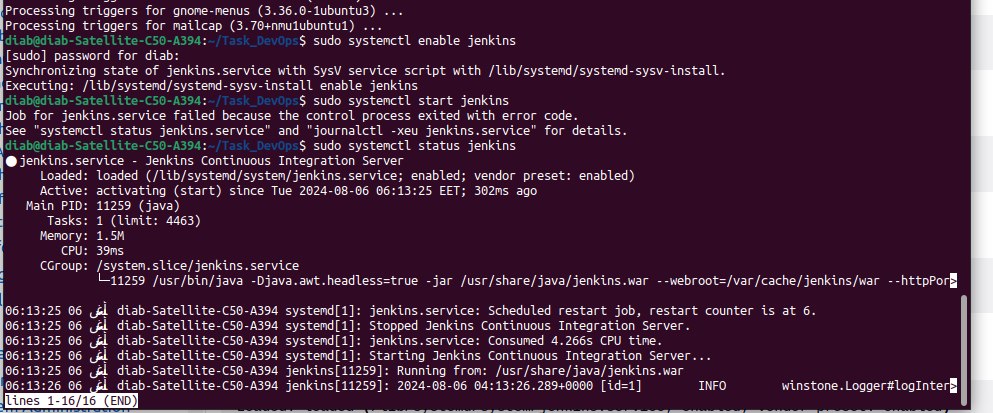 Processing triggers for gnome-menus (3.36.0-1ubuntu3) ...
Processing triggers for mailcap (3.70+nmu1ubuntu1) ...
diab@diab-Satellite-C50-A394:~/Task_DevOps$ sudo systemctl enable jenkins
[sudo] password for diab:
Synchronizing state of jenkins.service with SysV service script with /lib/systemd/systemd-sysv-install.
Executing: /lib/systemd/systemd-sysv-install enable jenkins
diab@diab-Satellite-C50-A394:~/Task_DevOps$ sudo systemctl start jenkins
Job for jenkins.service failed because the control process exited with error code.
See "systemctl status jenkins.service" and "journalctl -xeu jenkins.service" for details.
diab@diab-Satellite-C50-A394:~/Task_DevOps$ sudo systemctl status jenkins
● jenkins.service - Jenkins Continuous Integration Server
Loaded: loaded (/lib/systemd/system/jenkins.service; enabled; vendor preset: enabled)
Active: activating (start) since Tue 2024-08-06 06:13:25 EET; 302ms ago
Main PID: 11259 (java)
Tasks: 1 (limit: 4463)
Memory: 1.5M
CPU: 39ms
CGroup: /system.slice/jenkins.service
└─11259 /usr/bin/java -Djava.awt.headless=true -jar /usr/share/java/jenkins.war --webroot=/var/cache/jenkins/war --httpPor>
06:13:25 06 diab-Satellite-C50-A394 systemd[1]: jenkins.service: Scheduled restart job, restart counter is at 6.
06:13:25 06 diab-Satellite-C50-A394 systemd[1]: Stopped Jenkins Continuous Integration Server.
06:13:25 06 diab-Satellite-C50-A394 systemd[1]: jenkins.service: Consumed 4.266s CPU time.
06:13:25 06 diab-Satellite-C50-A394 systemd[1]: Starting Jenkins Continuous Integration Server...
06:13:25 06 diab-Satellite-C50-A394 jenkins[11259]: Running from: /usr/share/java/jenkins.war
06:13:26 06 diab-Satellite-C50-A394 jenkins[11259]: 2024-08-06 04:13:26.289+0000 [id=1] INFO winstone.Logger#logInter>
lines 1-16/16 (END)